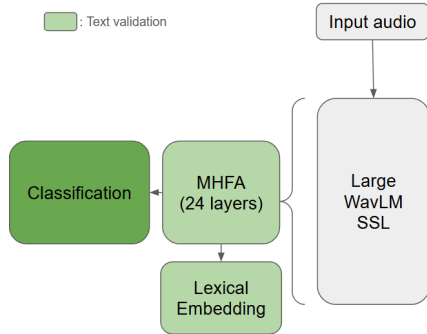 : Text validation
Input audio
Classification
MHFA
(24 layers)
Large
WavLM
SSL
Lexical
Embedding